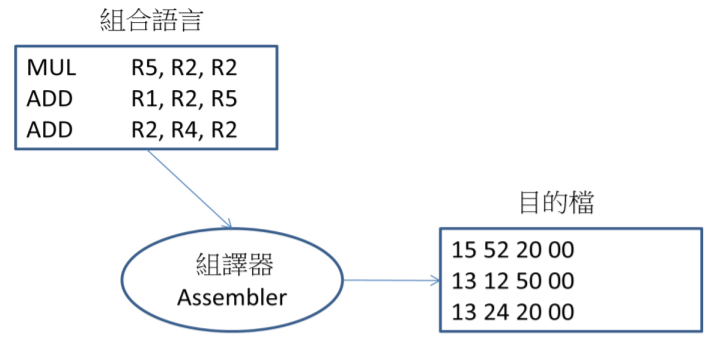 組合語言
MUL R5, R2, R2
ADD R1, R2, R5
ADD R2, R4, R2
組譯器
Assembler
目的檔
15 52 20 00
13 12 50 00
13 24 20 00